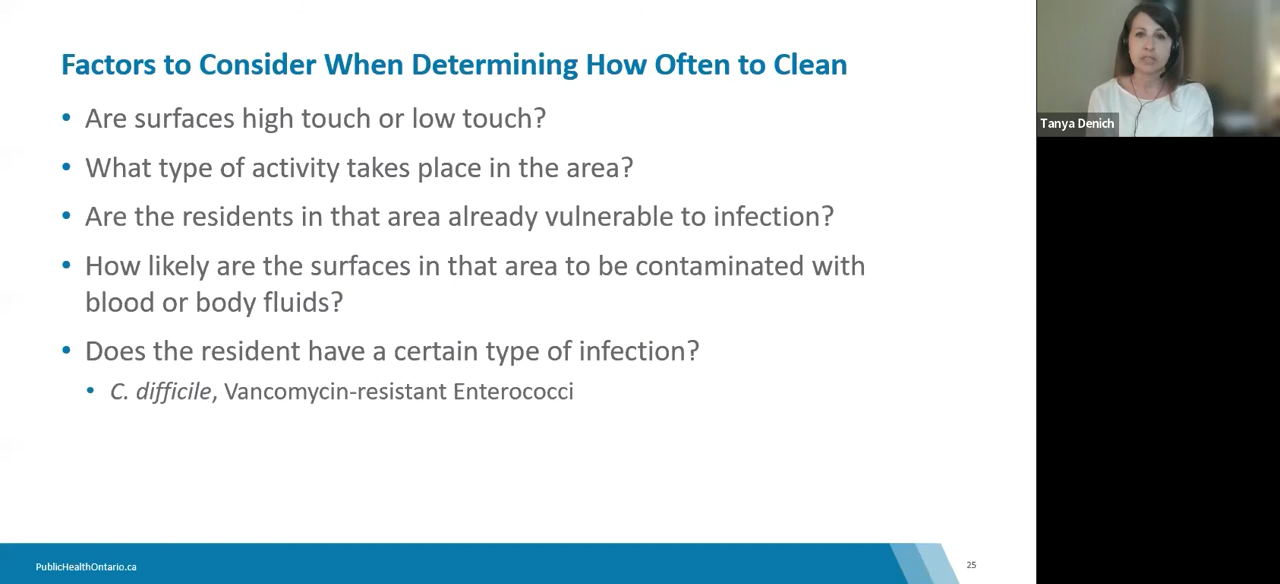 Factors to Consider When Determining How Often to Clean
• Are surfaces high touch or low touch?
• What type of activity takes place in the area?
• Are the residents in that area already vulnerable to infection?
• How likely are the surfaces in that area to be contaminated with
blood or body fluids?
• Does the resident have a certain type of infection?
• C. difficile, Vancomycin-resistant Enterococci
PublicHealthOntario.ca
25
Tanya Denich